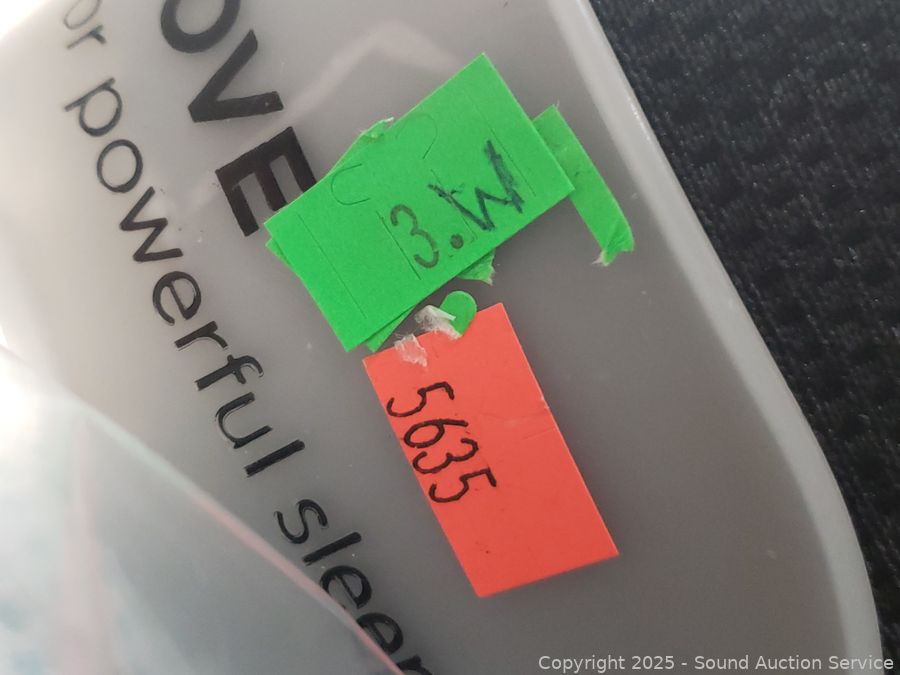 OVE
or powerful sleep
3.W
5635
Copyright 2025 - Sound Auction Service